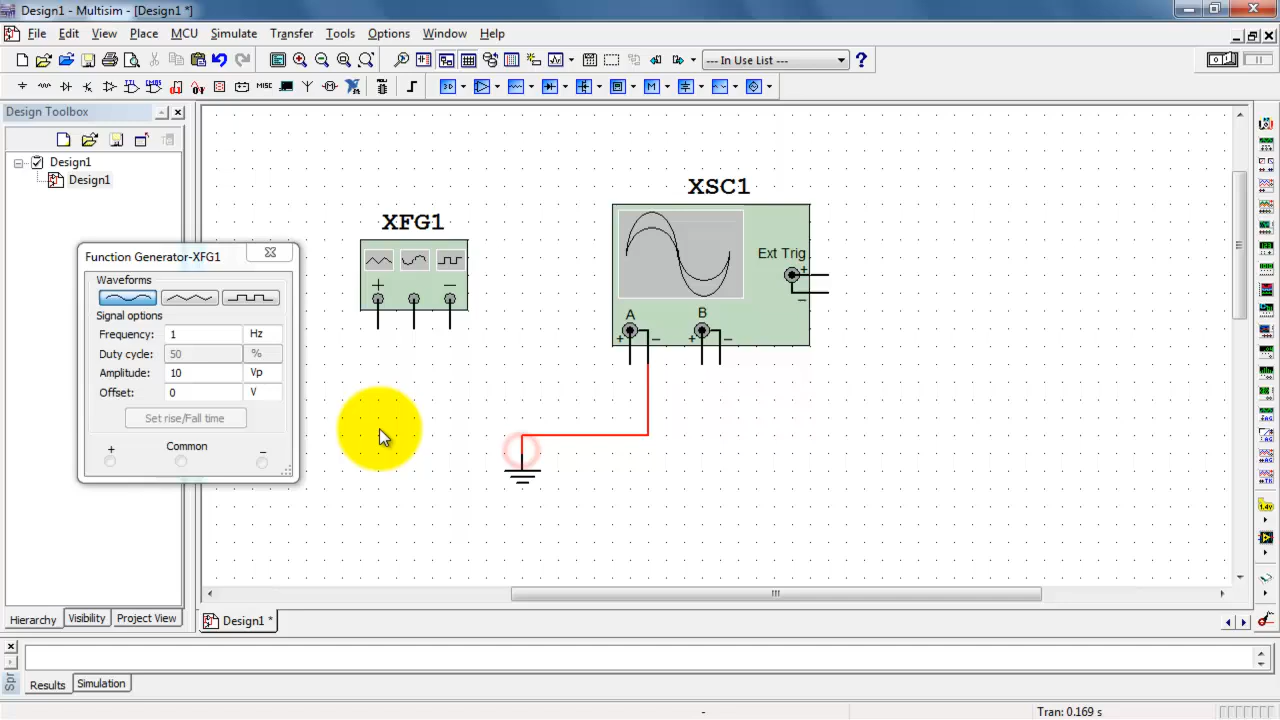 Design1 - Multisim - [Design1 *]
File Edit View Place MCU Simulate Transfer Tools Options Window Help
--- In Use List ---
Design Toolbox
Design1
Design1
XFG1
XSC1
Ext Trig
+
−
A
B
+ −
+ −
+ −
Function Generator-XFG1
Waveforms
Signal options
Frequency: 1 Hz
Duty cycle: 50 %
Amplitude: 10 Vp
Offset: 0 V
Set rise/Fall time
+ Common −
Hierarchy Visibility Project View
Design1 *
Results Simulation
Spr
- Tran: 0.169 s